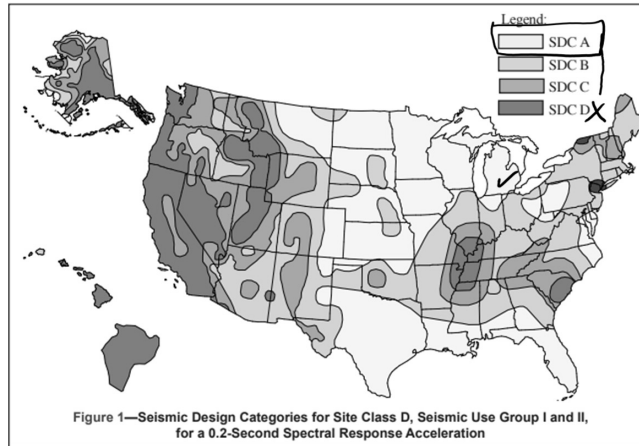 Legend:
SDC A
SDC B
SDC C
SDC D X
Figure 1—Seismic Design Categories for Site Class D, Seismic Use Group I and II,
for a 0.2-Second Spectral Response Acceleration